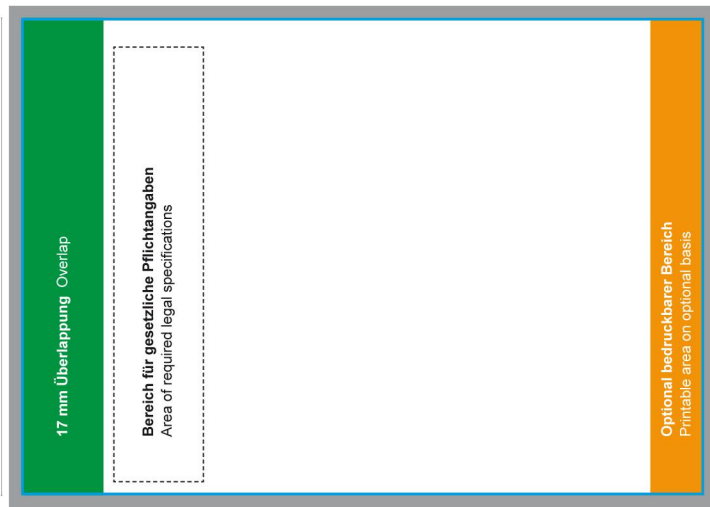 17 mm Überlappung Overlap
Bereich für gesetzliche Pflichtangaben
Area of required legal specifications
Optional bedruckbarer Bereich
Printable area on optional basis